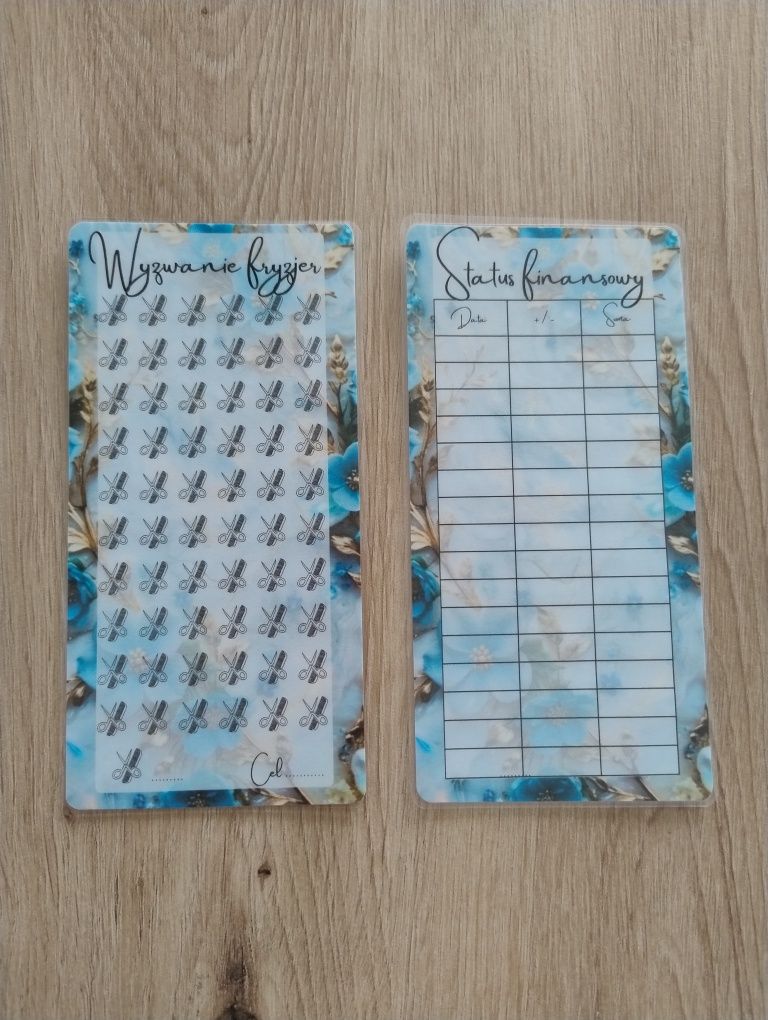 Wyzwanie fryzjer
.........
Cel...........
Status finansowy
Data +/- Suma